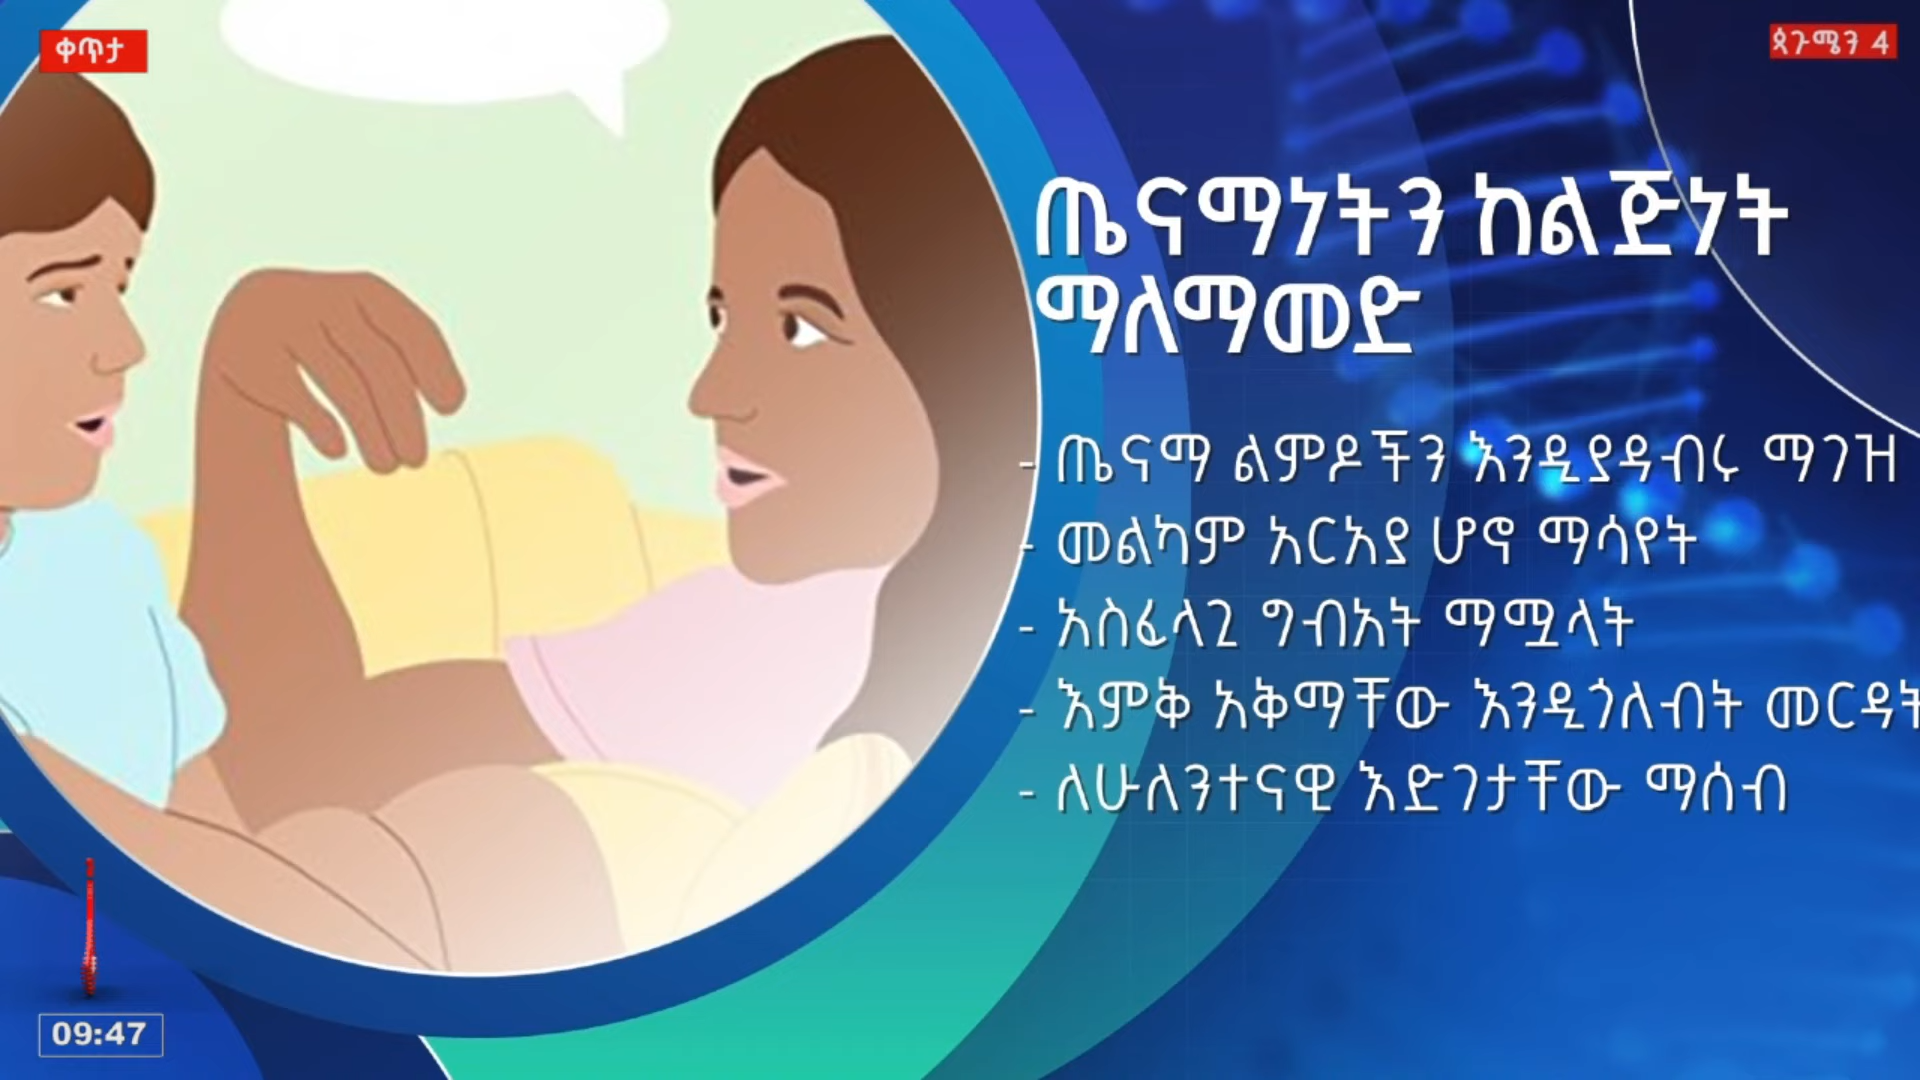 ቀጥታ
ጳጉሜን 4
ጤናማነትን ከልጅነት
ማለማመድ
- ጤናማ ልምዶችን እንዲያዳብሩ ማገዝ
- መልካም አርአያ ሆኖ ማሳየት
- አስፈላጊ ግብአት ማሟላት
- እምቅ አቅማቸው እንዲጎለብት መርዳት
- ለሁለንተናዊ እድገታቸው ማሰብ
09:47